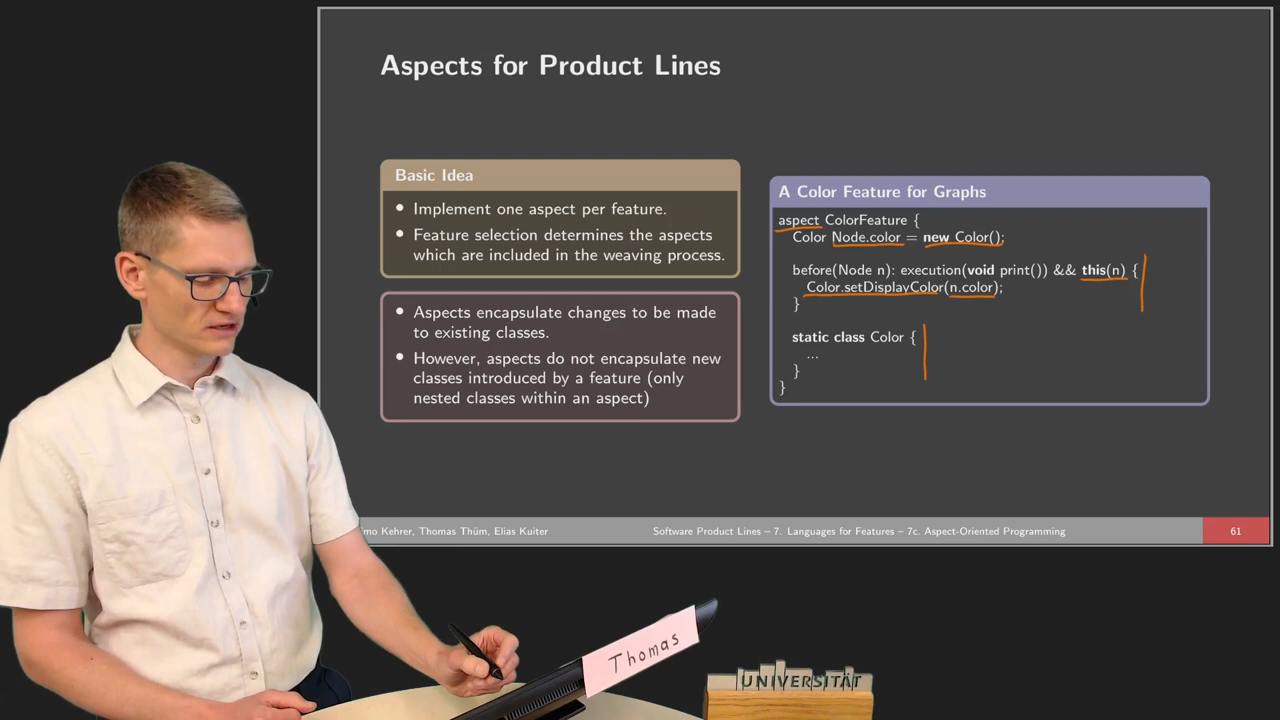 Aspects for Product Lines
Basic Idea
• Implement one aspect per feature.
• Feature selection determines the aspects
which are included in the weaving process.
• Aspects encapsulate changes to be made
to existing classes.
• However, aspects do not encapsulate new
classes introduced by a feature (only
nested classes within an aspect)
A Color Feature for Graphs
aspect ColorFeature {
Color Node.color = new Color();
before(Node n): execution(void print()) && this(n) {
Color.setDisplayColor(n.color);
}
static class Color {
...
}
}
mo Kehrer, Thomas Thüm, Elias Kuiter
Software Product Lines – 7. Languages for Features – 7c. Aspect-Oriented Programming
61
Thomas
UNIVERSITÄT